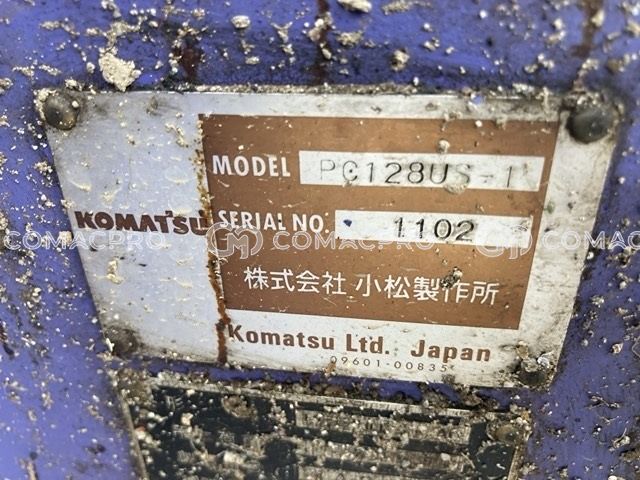 MODEL PC128US-1
KOMATSU SERIAL NO. 1102
COMACPRO COMACPRO COMAC
株式会社 小松製作所
Komatsu Ltd. Japan
09601-00835